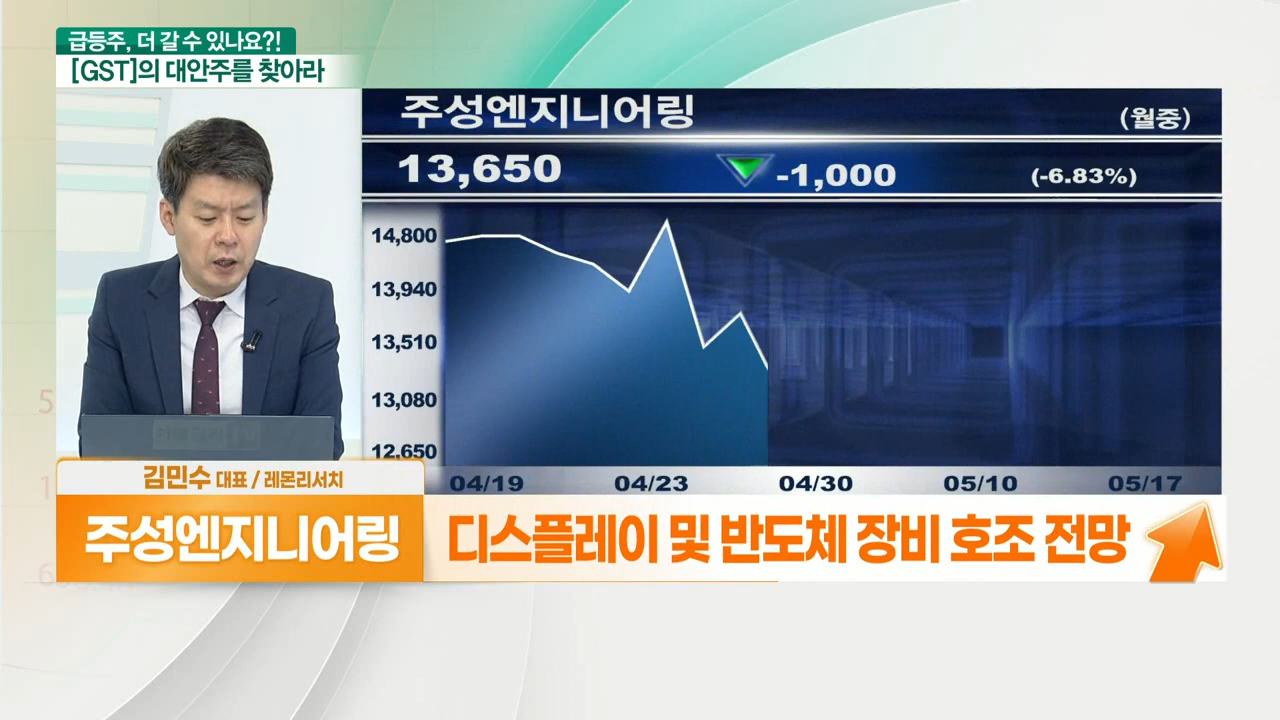 급등주, 더 갈 수 있나요?!
[GST]의 대안주를 찾아라
주성엔지니어링
(월중)
13,650
-1,000
(-6.83%)
14,800
13,940
13,510
13,080
12,650
04/19
04/23
04/30
05/10
05/17
김민수 대표 / 레몬리서치
주성엔지니어링
디스플레이 및 반도체 장비 호조 전망